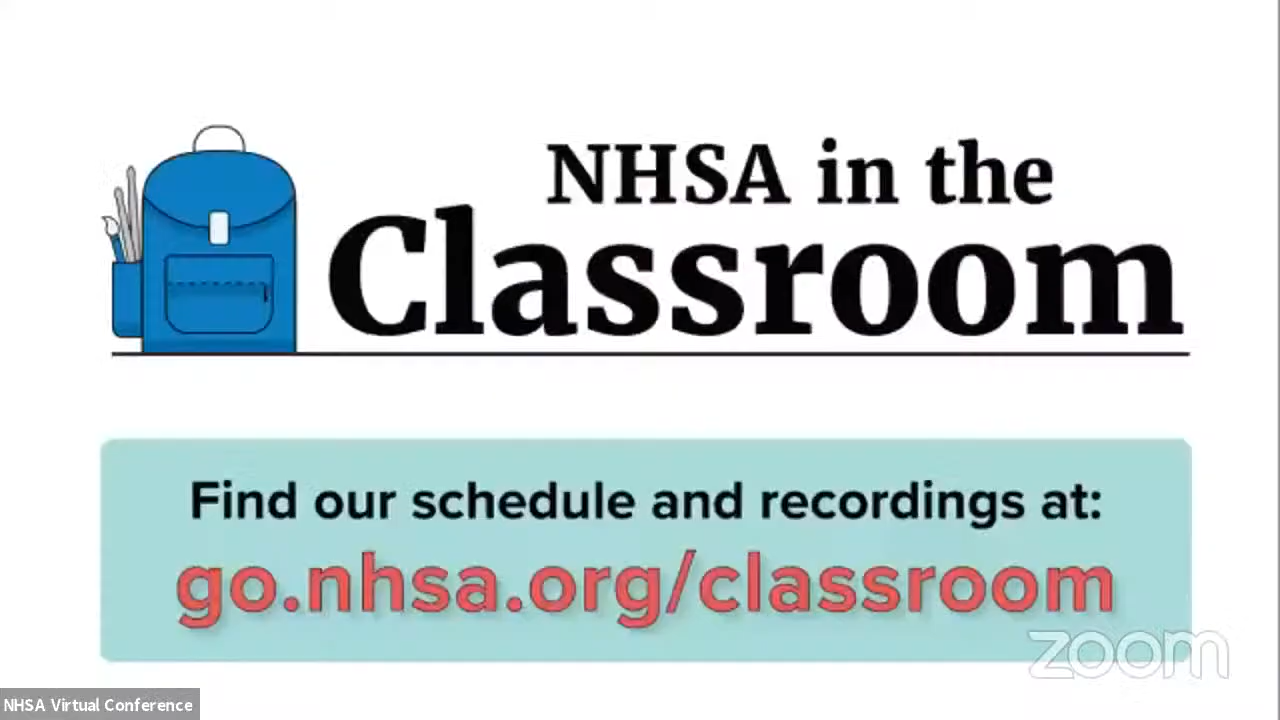 NHSA in the
Classroom
Find our schedule and recordings at:
go.nhsa.org/classroom
zoom
NHSA Virtual Conference